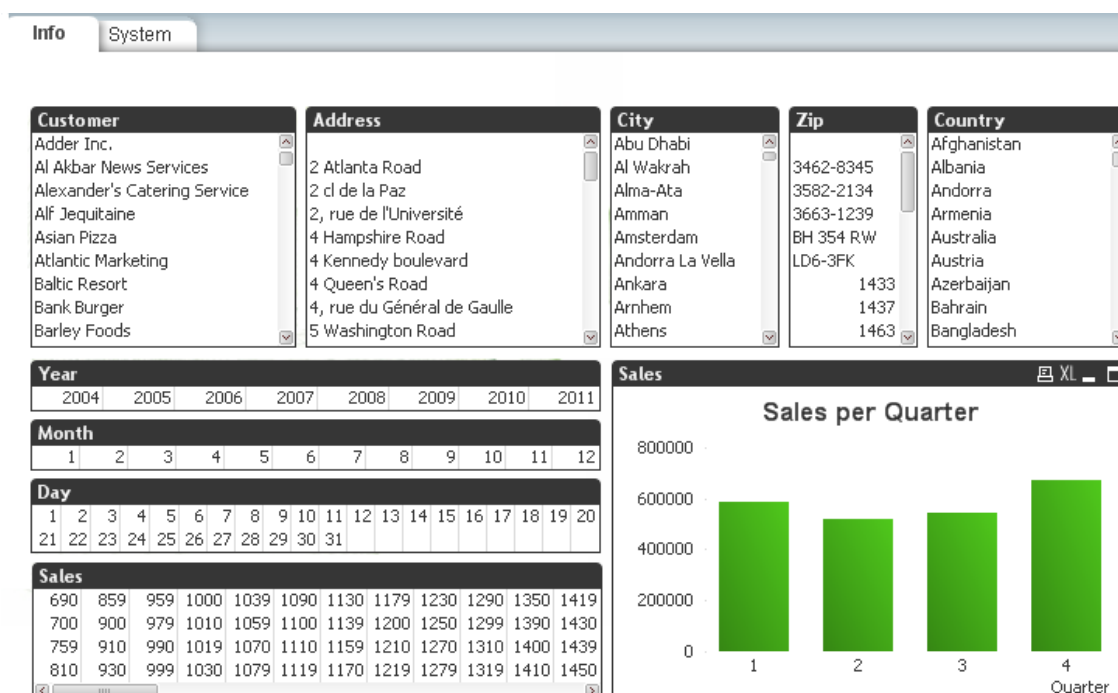 Info System
Customer
Adder Inc.
Al Akbar News Services
Alexander's Catering Service
Alf Jequitaine
Asian Pizza
Atlantic Marketing
Baltic Resort
Bank Burger
Barley Foods
Address
2 Atlanta Road
2 cl de la Paz
2, rue de l'Université
4 Hampshire Road
4 Kennedy boulevard
4 Queen's Road
4, rue du Général de Gaulle
5 Washington Road
City
Abu Dhabi
Al Wakrah
Alma-Ata
Amman
Amsterdam
Andorra La Vella
Ankara
Arnhem
Athens
Zip
3462-8345
3582-2134
3663-1239
BH 354 RW
LD6-3FK
1433
1437
1463
Country
Afghanistan
Albania
Andorra
Armenia
Australia
Austria
Azerbaijan
Bahrain
Bangladesh
Year
2004 2005 2006 2007 2008 2009 2010 2011
Month
1 2 3 4 5 6 7 8 9 10 11 12
Day
1 2 3 4 5 6 7 8 9 10 11 12 13 14 15 16 17 18 19 20
21 22 23 24 25 26 27 28 29 30 31
Sales
690 859 959 1000 1039 1090 1130 1179 1230 1290 1350 1419
700 900 979 1010 1059 1100 1139 1200 1250 1299 1390 1430
759 910 990 1019 1070 1110 1159 1210 1270 1310 1400 1439
810 930 999 1030 1079 1119 1170 1219 1279 1319 1410 1450
Sales XL
Sales per Quarter
800000
600000
400000
200000
0
1 2 3 4
Quarter